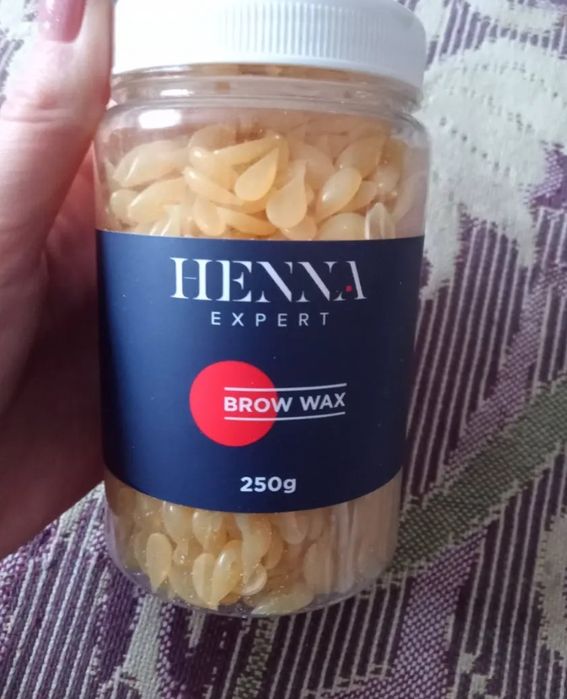 HENNA
EXPERT
BROW WAX
250g